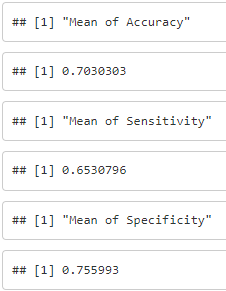 ## [1] "Mean of Accuracy"
## [1] 0.7030303
## [1] "Mean of Sensitivity"
## [1] 0.6530796
## [1] "Mean of Specificity"
## [1] 0.755993